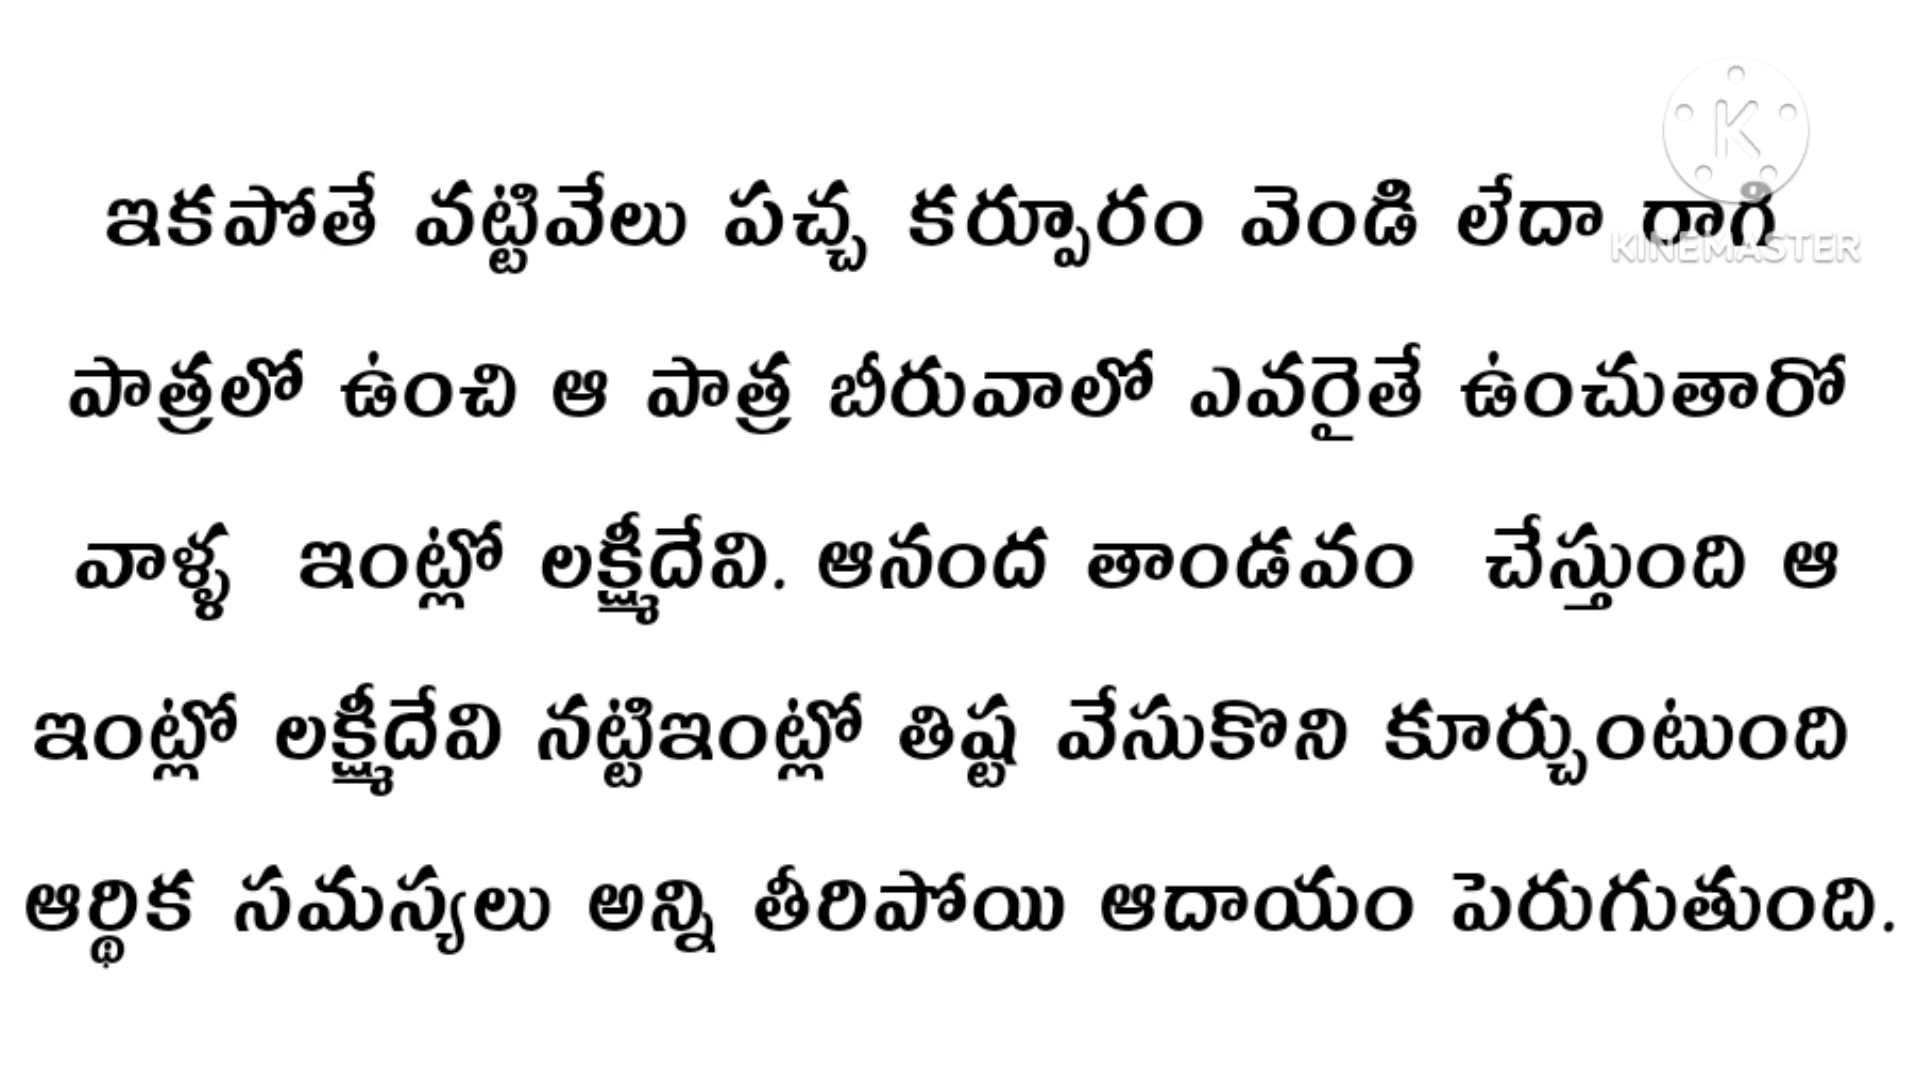 ఇకపోతే వట్టివేలు పచ్చ కర్పూరం వెండి లేదా రాగి
KINEMASTER
పాత్రలో ఉంచి ఆ పాత్ర బీరువాలో ఎవరైతే ఉంచుతారో
వాళ్ళ ఇంట్లో లక్ష్మీదేవి. ఆనంద తాండవం చేస్తుంది ఆ
ఇంట్లో లక్ష్మీదేవి నట్టిఇంట్లో తిష్ట వేసుకొని కూర్చుంటుంది
ఆర్థిక సమస్యలు అన్ని తీరిపోయి ఆదాయం పెరుగుతుంది.